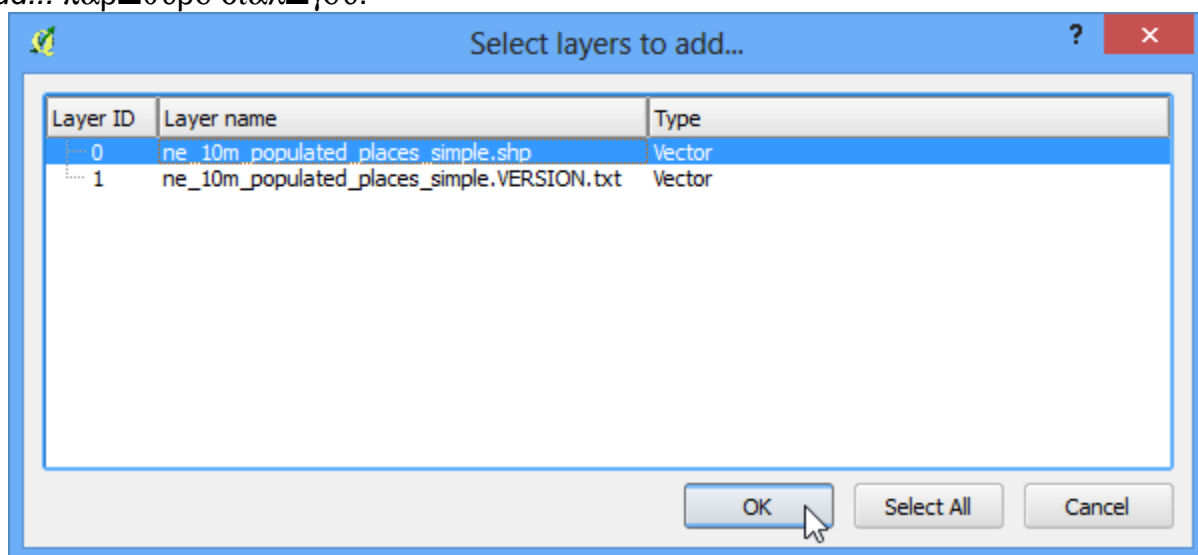 Select layers to add... ?
Layer ID Layer name Type
0 ne_10m_populated_places_simple.shp Vector
1 ne_10m_populated_places_simple.VERSION.txt Vector
OK Select All Cancel